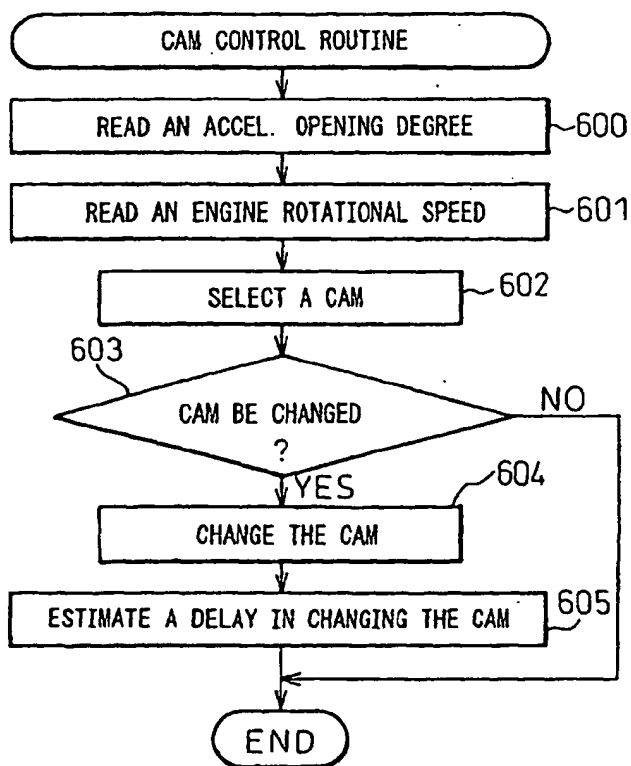 CAM CONTROL ROUTINE
READ AN ACCEL. OPENING DEGREE
600
READ AN ENGINE ROTATIONAL SPEED
601
SELECT A CAM
602
603
CAM BE CHANGED
?
NO
YES
604
CHANGE THE CAM
ESTIMATE A DELAY IN CHANGING THE CAM
605
END